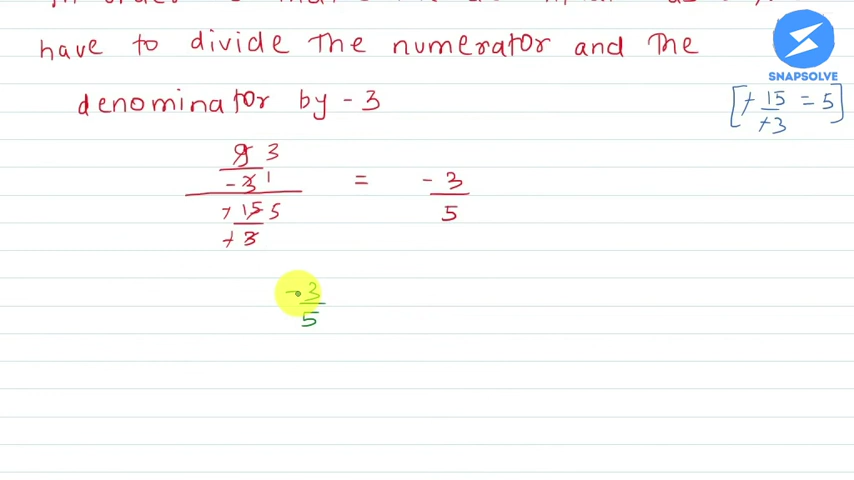 have to divide the numerator and the
denominator by -3
SNAPSOLVE
[+15/+3 = 5]
9 3
-3 1
+15 5
+3
= -3/5
-3/5